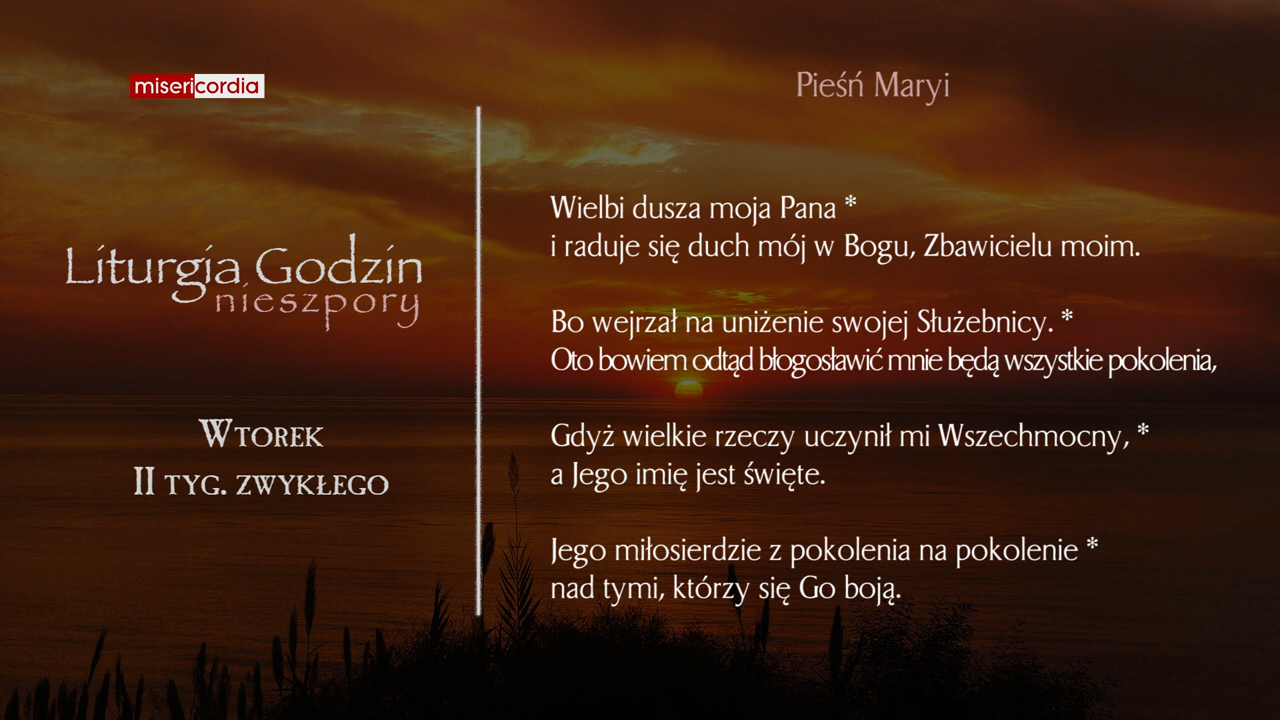 misericordia
Pieśń Maryi
Liturgia Godzin
nieszpory
Wtorek
II tyg. zwykłego
Wielbi dusza moja Pana *
i raduje się duch mój w Bogu, Zbawicielu moim.
Bo wejrzał na uniżenie swojej Służebnicy. *
Oto bowiem odtąd błogosławić mnie będą wszystkie pokolenia,
Gdyż wielkie rzeczy uczynił mi Wszechmocny, *
a Jego imię jest święte.
Jego miłosierdzie z pokolenia na pokolenie *
nad tymi, którzy się Go boją.